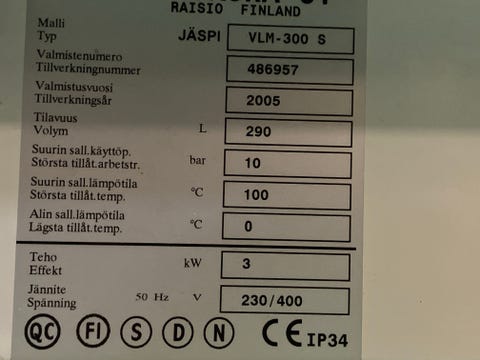 RAISIO FINLAND
Malli
Typ JÄSPI VLM-300 S
Valmistenumero
Tillverkningnummer 486957
Valmistusvuosi
Tillverkningsår 2005
Tilavuus
Volym L 290
Suurin sall.käyttöp.
Största tillåt.arbetstr. bar 10
Suurin sall.lämpötila
Största tillåt.temp. °C 100
Alin sall.lämpötila
Lägsta tillåt.temp. °C 0
Teho
Effekt kW 3
Jännite
Spänning 50 Hz V 230/400
QC FI S D N CE IP34